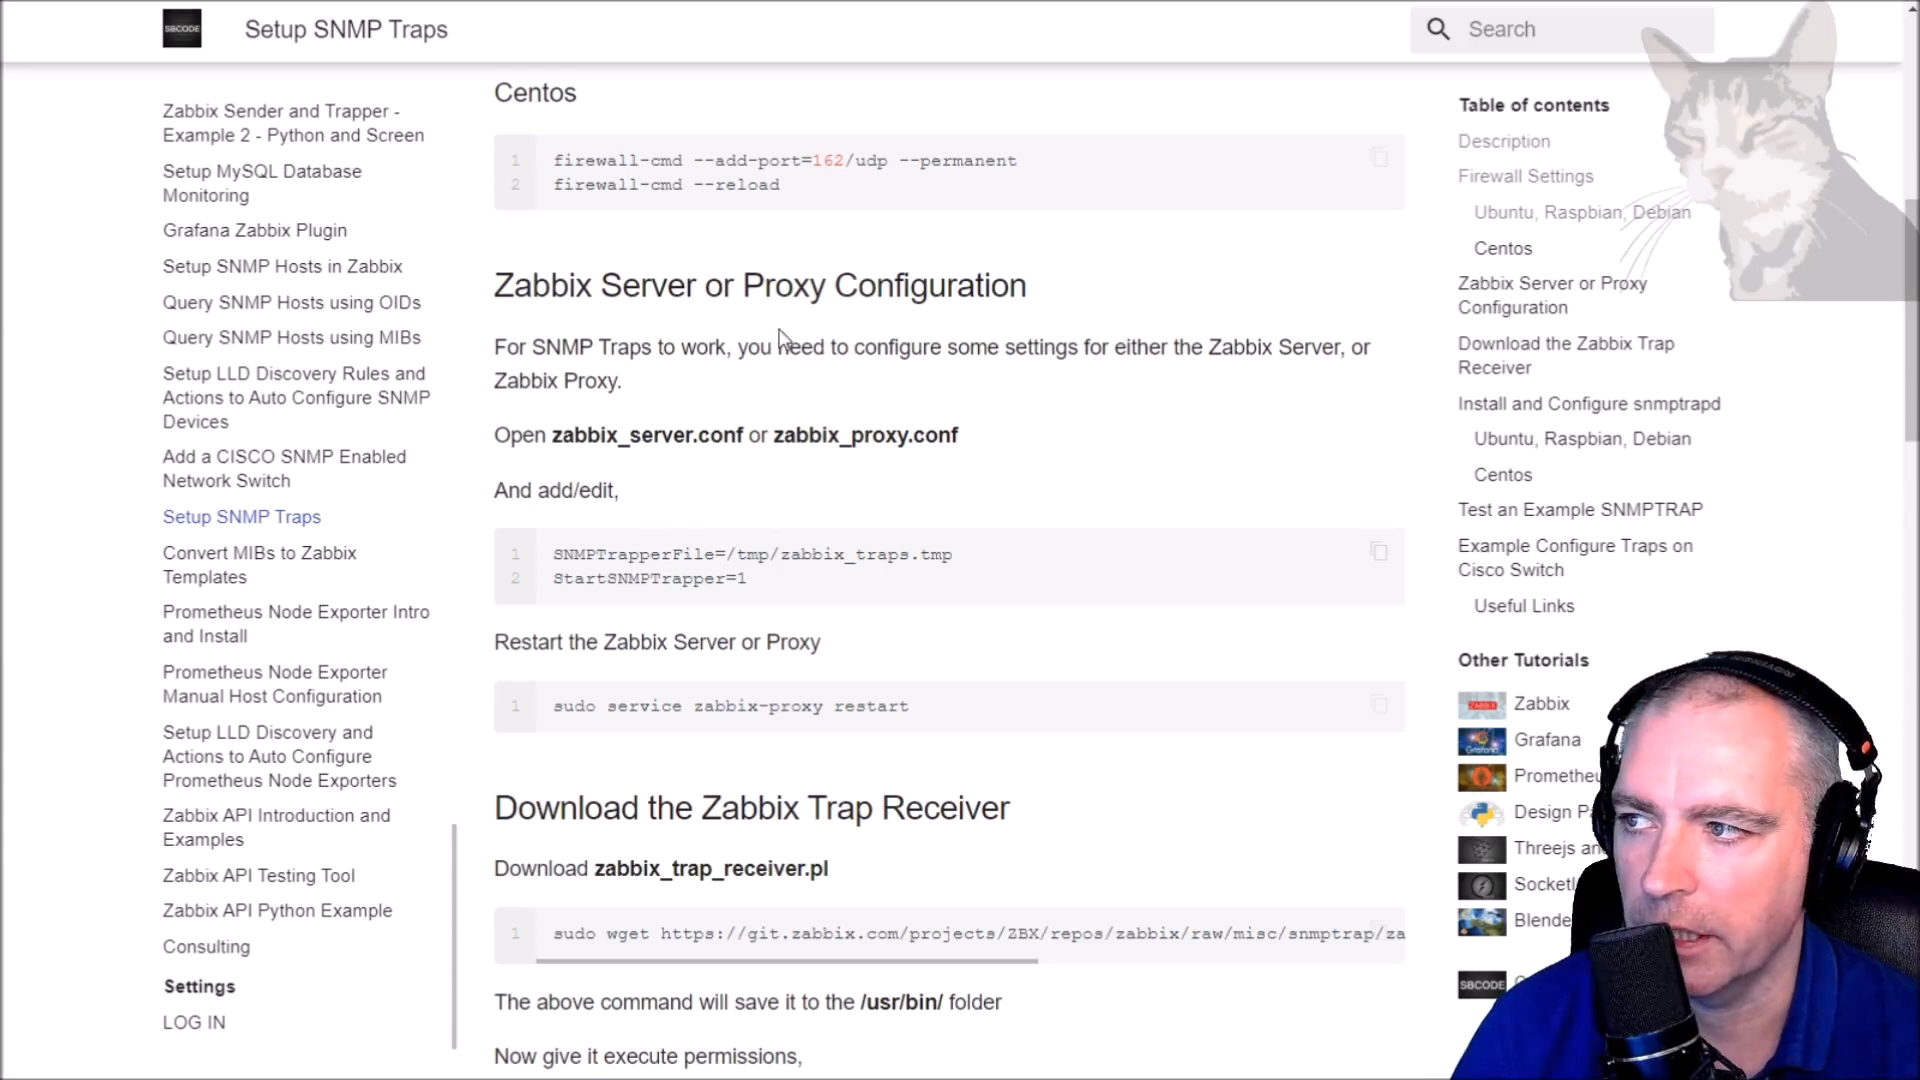 SBCODE
Setup SNMP Traps
Search
Zabbix Sender and Trapper -
Example 2 - Python and Screen
Setup MySQL Database
Monitoring
Grafana Zabbix Plugin
Setup SNMP Hosts in Zabbix
Query SNMP Hosts using OIDs
Query SNMP Hosts using MIBs
Setup LLD Discovery Rules and
Actions to Auto Configure SNMP
Devices
Add a CISCO SNMP Enabled
Network Switch
Setup SNMP Traps
Convert MIBs to Zabbix
Templates
Prometheus Node Exporter Intro
and Install
Prometheus Node Exporter
Manual Host Configuration
Setup LLD Discovery and
Actions to Auto Configure
Prometheus Node Exporters
Zabbix API Introduction and
Examples
Zabbix API Testing Tool
Zabbix API Python Example
Consulting
Settings
LOG IN
Centos
1 firewall-cmd --add-port=162/udp --permanent
2 firewall-cmd --reload
Zabbix Server or Proxy Configuration
For SNMP Traps to work, you need to configure some settings for either the Zabbix Server, or
Zabbix Proxy.
Open zabbix_server.conf or zabbix_proxy.conf
And add/edit,
1 SNMPTrapperFile=/tmp/zabbix_traps.tmp
2 StartSNMPTrapper=1
Restart the Zabbix Server or Proxy
1 sudo service zabbix-proxy restart
Download the Zabbix Trap Receiver
Download zabbix_trap_receiver.pl
1 sudo wget https://git.zabbix.com/projects/ZBX/repos/zabbix/raw/misc/snmptrap/za
The above command will save it to the /usr/bin/ folder
Now give it execute permissions,
Table of contents
Description
Firewall Settings
Ubuntu, Raspbian, Debian
Centos
Zabbix Server or Proxy
Configuration
Download the Zabbix Trap
Receiver
Install and Configure snmptrapd
Ubuntu, Raspbian, Debian
Centos
Test an Example SNMPTRAP
Example Configure Traps on
Cisco Switch
Useful Links
Other Tutorials
ZABBIX Zabbix
Grafana Grafana
Prometheu
Design P
Threejs an
Socket
Blende
SBCODE